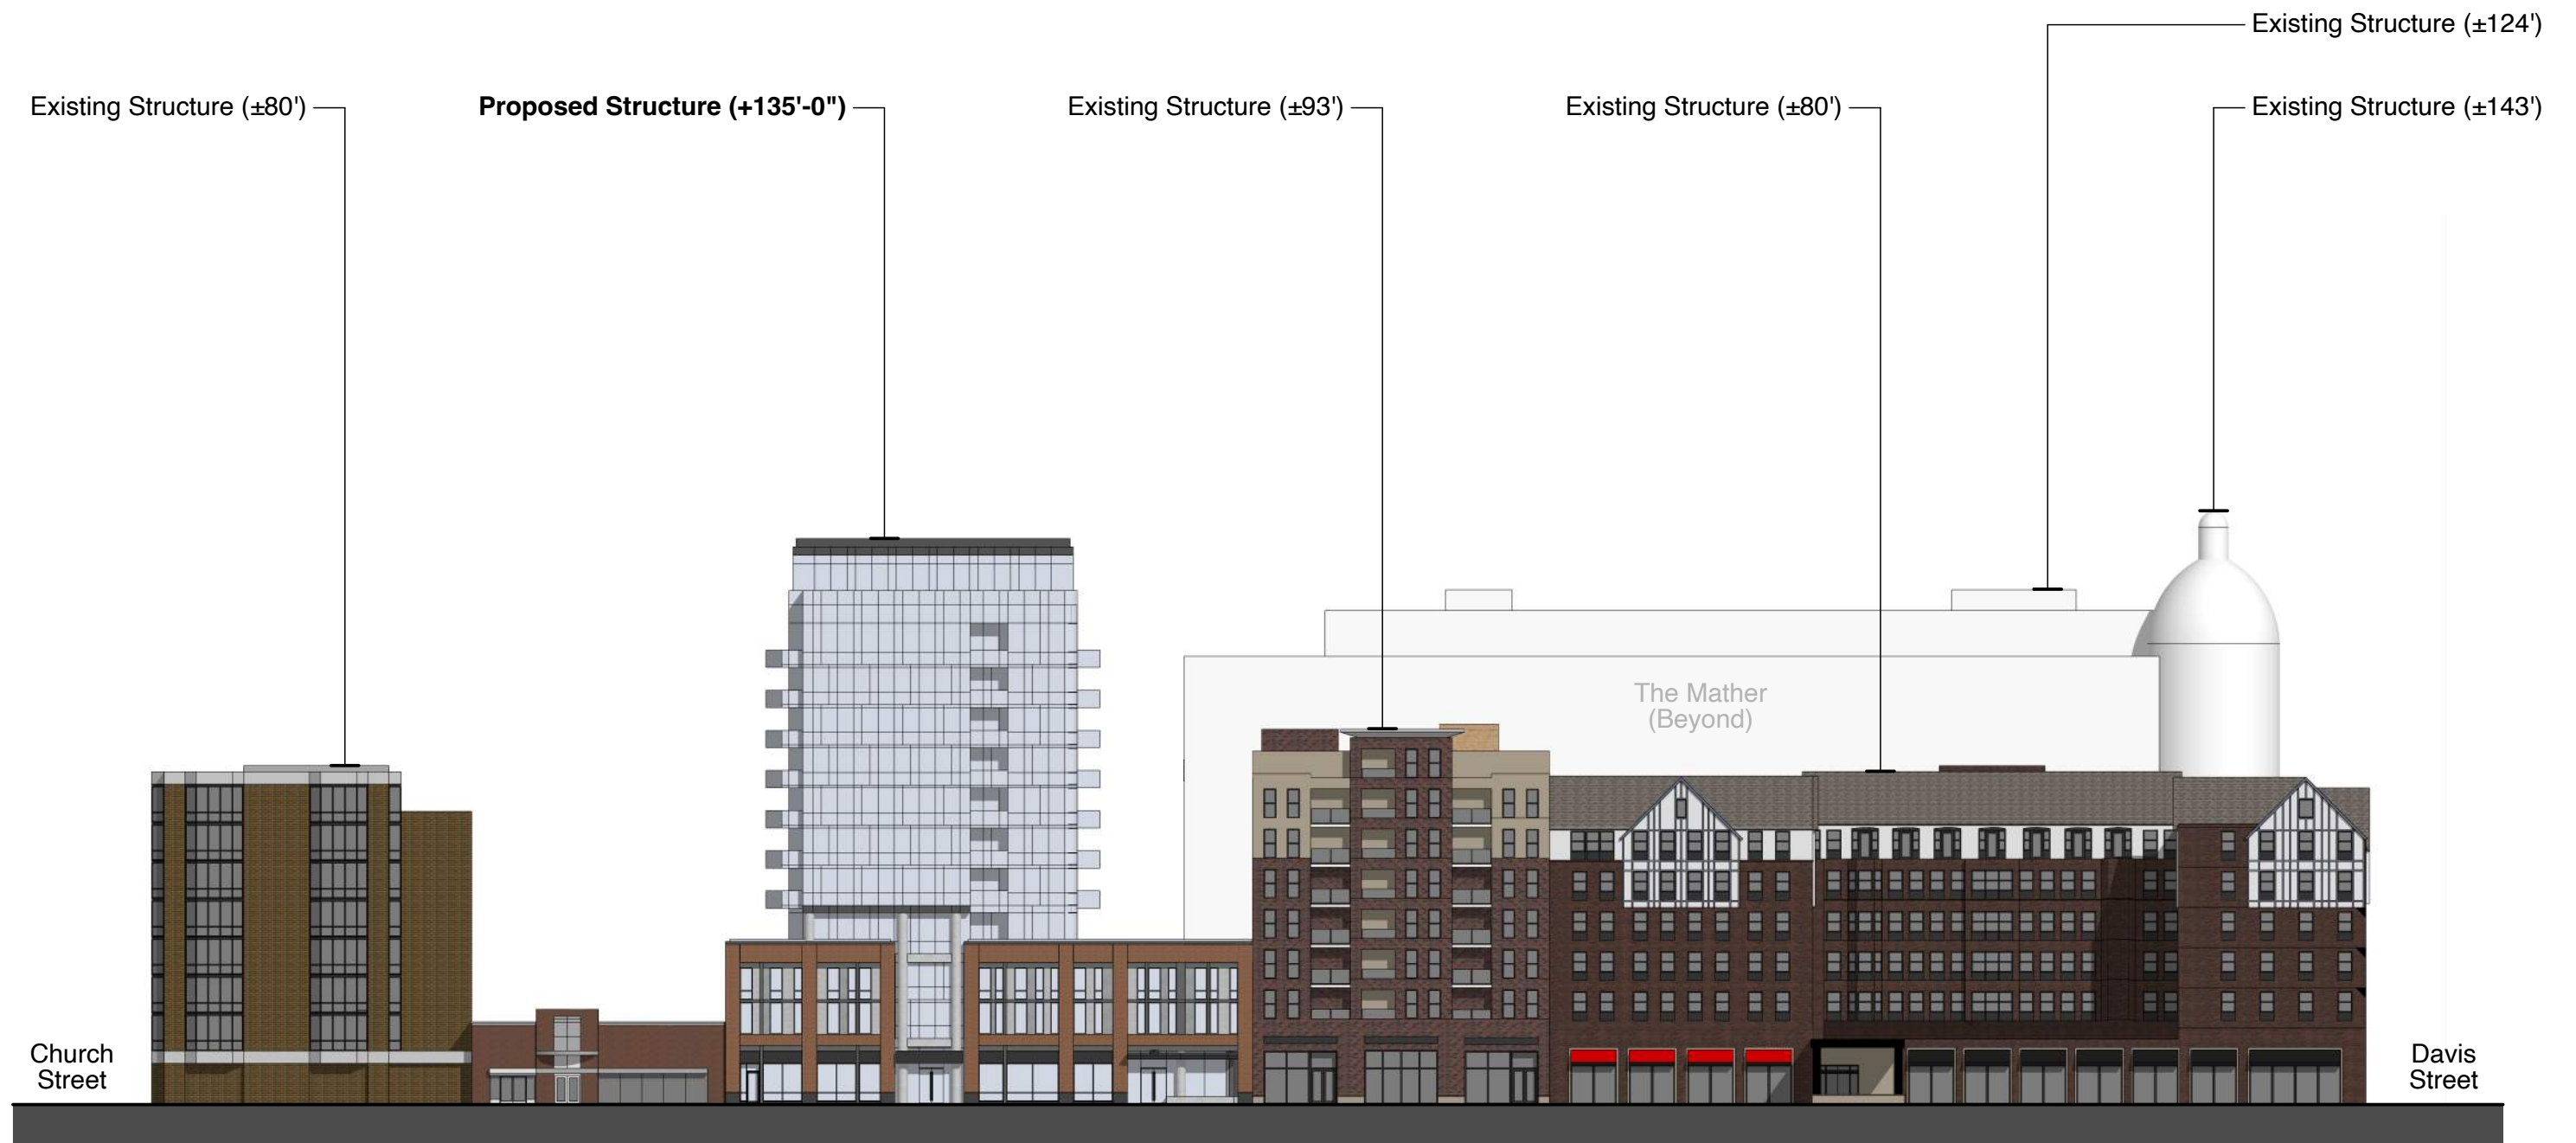 Existing Structure (±124')
Existing Structure (±80')
Proposed Structure (+135'-0")
Existing Structure (±93')
Existing Structure (±80')
Existing Structure (±143')
The Mather
(Beyond)
Church
Street
Davis
Street